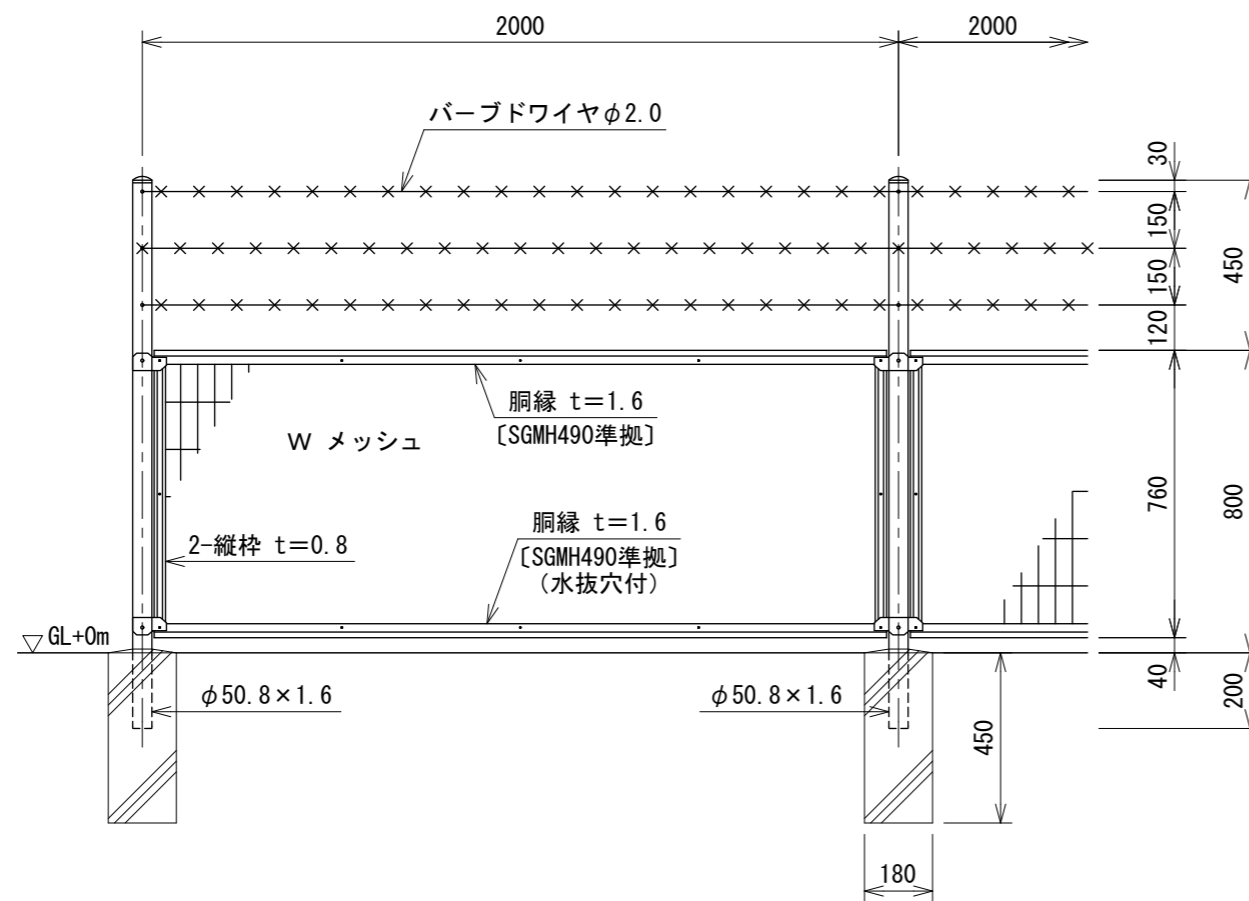 2000
2000
バーブドワイヤφ2.0
30
150
150
450
120
胴縁 t=1.6
〔SGMH490準拠〕
W メッシュ
760
800
胴縁 t=1.6
〔SGMH490準拠〕
(水抜穴付)
2-縦枠 t=0.8
GL+0m
40
200
φ50.8×1.6
φ50.8×1.6
450
180